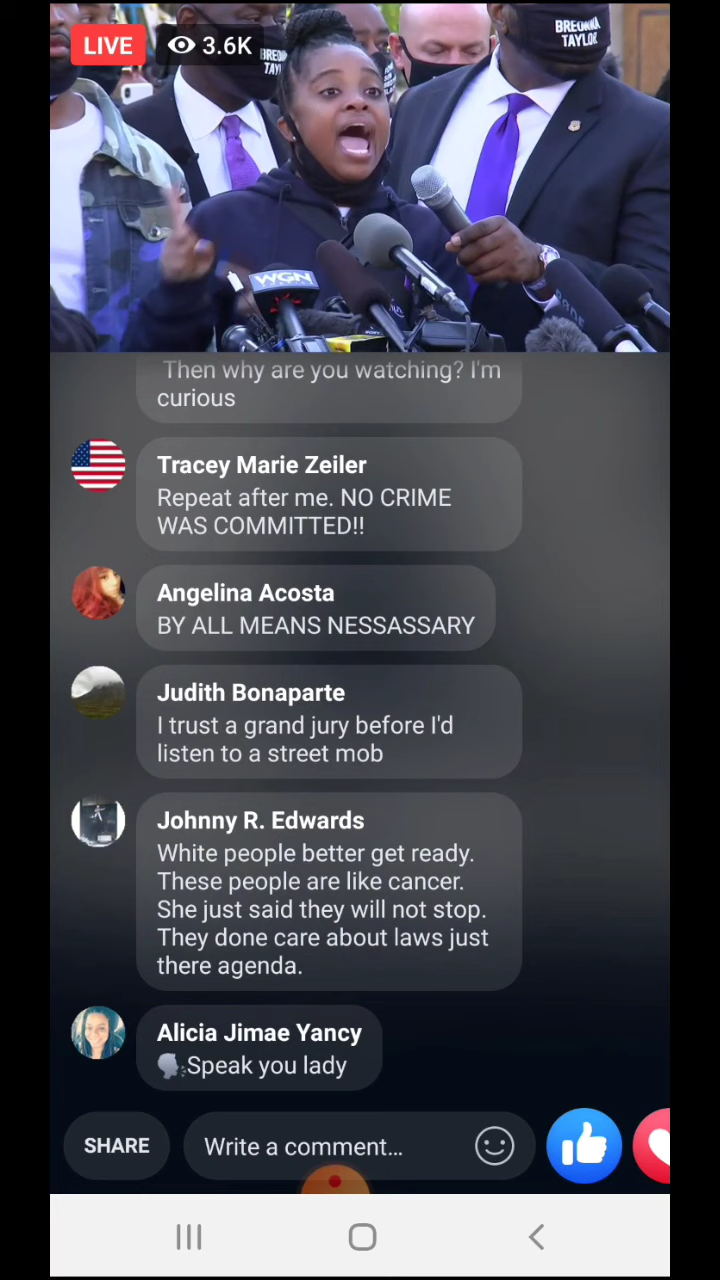 LIVE
3.6K
BREONNA
TAYLOR
WGN
Then why are you watching? I'm
curious
Tracey Marie Zeiler
Repeat after me. NO CRIME
WAS COMMITTED!!
Angelina Acosta
BY ALL MEANS NESSASSARY
Judith Bonaparte
I trust a grand jury before I'd
listen to a street mob
Johnny R. Edwards
White people better get ready.
These people are like cancer.
She just said they will not stop.
They done care about laws just
there agenda.
Alicia Jimae Yancy
Speak you lady
SHARE
Write a comment...